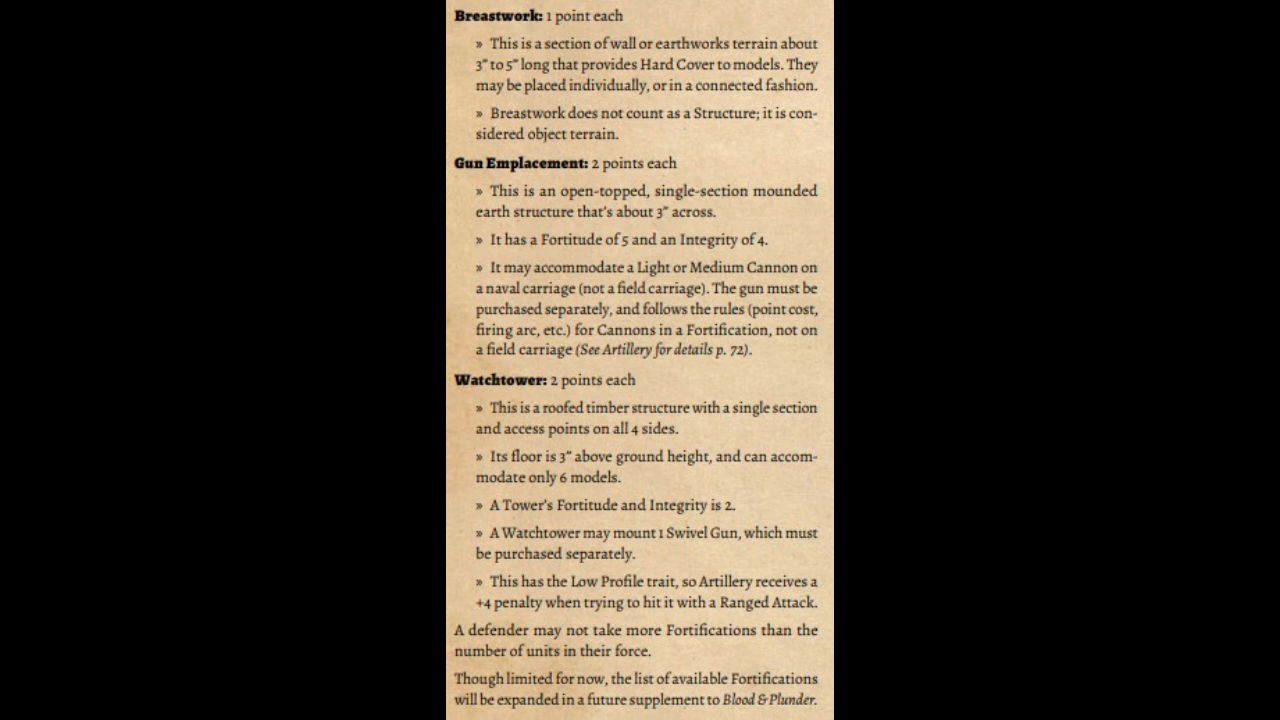 Breastwork: 1 point each
» This is a section of wall or earthworks terrain about
3" to 5" long that provides Hard Cover to models. They
may be placed individually, or in a connected fashion.
» Breastwork does not count as a Structure; it is con-
sidered object terrain.
Gun Emplacement: 2 points each
» This is an open-topped, single-section mounded
earth structure that's about 3" across.
» It has a Fortitude of 5 and an Integrity of 4.
» It may accommodate a Light or Medium Cannon on
a naval carriage (not a field carriage). The gun must be
purchased separately, and follows the rules (point cost,
firing arc, etc.) for Cannons in a Fortification, not on
a field carriage (See Artillery for details p. 72).
Watchtower: 2 points each
» This is a roofed timber structure with a single section
and access points on all 4 sides.
» Its floor is 3" above ground height, and can accom-
modate only 6 models.
» A Tower's Fortitude and Integrity is 2.
» A Watchtower may mount 1 Swivel Gun, which must
be purchased separately.
» This has the Low Profile trait, so Artillery receives a
+4 penalty when trying to hit it with a Ranged Attack.
A defender may not take more Fortifications than the
number of units in their force.
Though limited for now, the list of available Fortifications
will be expanded in a future supplement to Blood & Plunder.